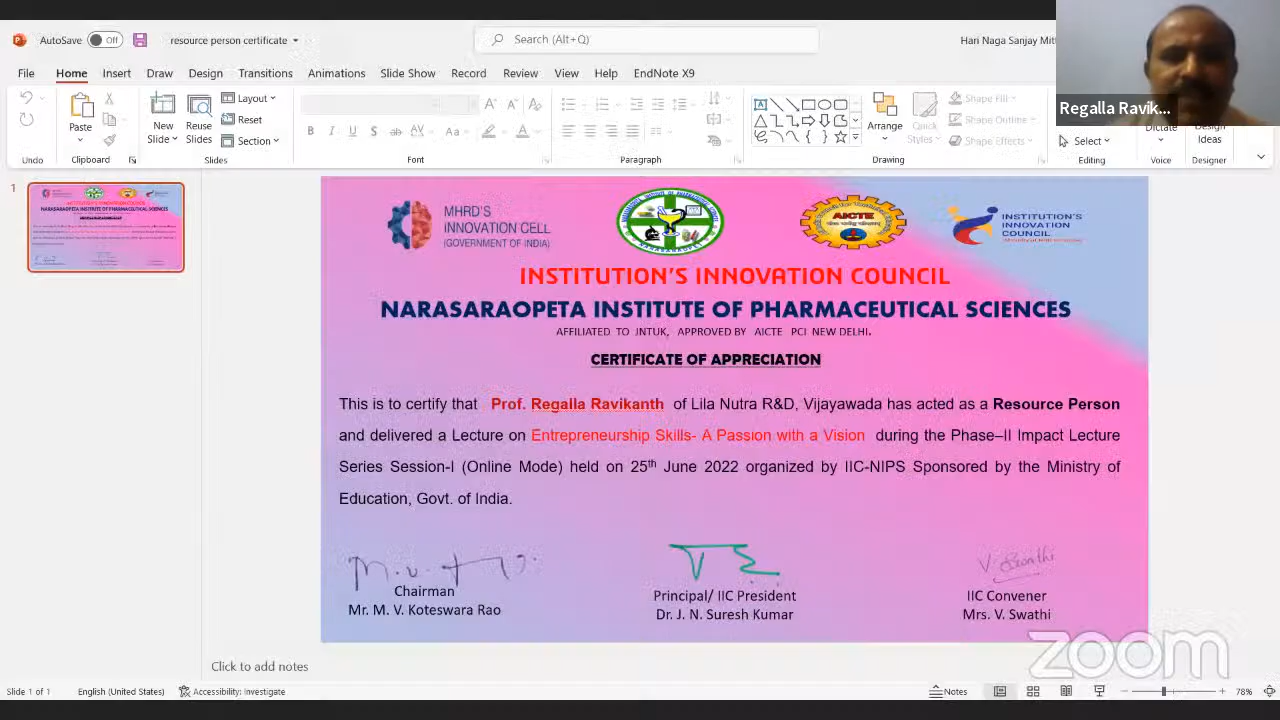 AutoSave Off resource person certificate Search (Alt+Q) Hari Naga Sanjay
File Home Insert Draw Design Transitions Animations Slide Show Record Review View Help EndNote X9
Regalla Ravik...
Paste New Slide Reuse Slides Layout Reset Section
B I U S ab AV Aa A
Arrange Quick Styles Shape Fill Shape Outline Shape Effects
Select Dictate Design Ideas
Undo Clipboard Slides Font Paragraph Drawing Editing Voice Designer
1
MHRD'S
INNOVATION CELL
(GOVERNMENT OF INDIA)
AICTE
INSTITUTION'S
INNOVATION
COUNCIL
INSTITUTION'S INNOVATION COUNCIL
NARASARAOPETA INSTITUTE OF PHARMACEUTICAL SCIENCES
AFFILIATED TO JNTUK, APPROVED BY AICTE PCI NEW DELHI.
CERTIFICATE OF APPRECIATION
This is to certify that Prof. Regalla Ravikanth of Lila Nutra R&D, Vijayawada has acted as a Resource Person
and delivered a Lecture on Entrepreneurship Skills- A Passion with a Vision during the Phase–II Impact Lecture
Series Session-I (Online Mode) held on 25th June 2022 organized by IIC-NIPS Sponsored by the Ministry of
Education, Govt. of India.
Chairman
Mr. M. V. Koteswara Rao
Principal/ IIC President
Dr. J. N. Suresh Kumar
V. Swathi
IIC Convener
Mrs. V. Swathi
zoom
Click to add notes
Slide 1 of 1 English (United States) Accessibility: Investigate Notes 78%